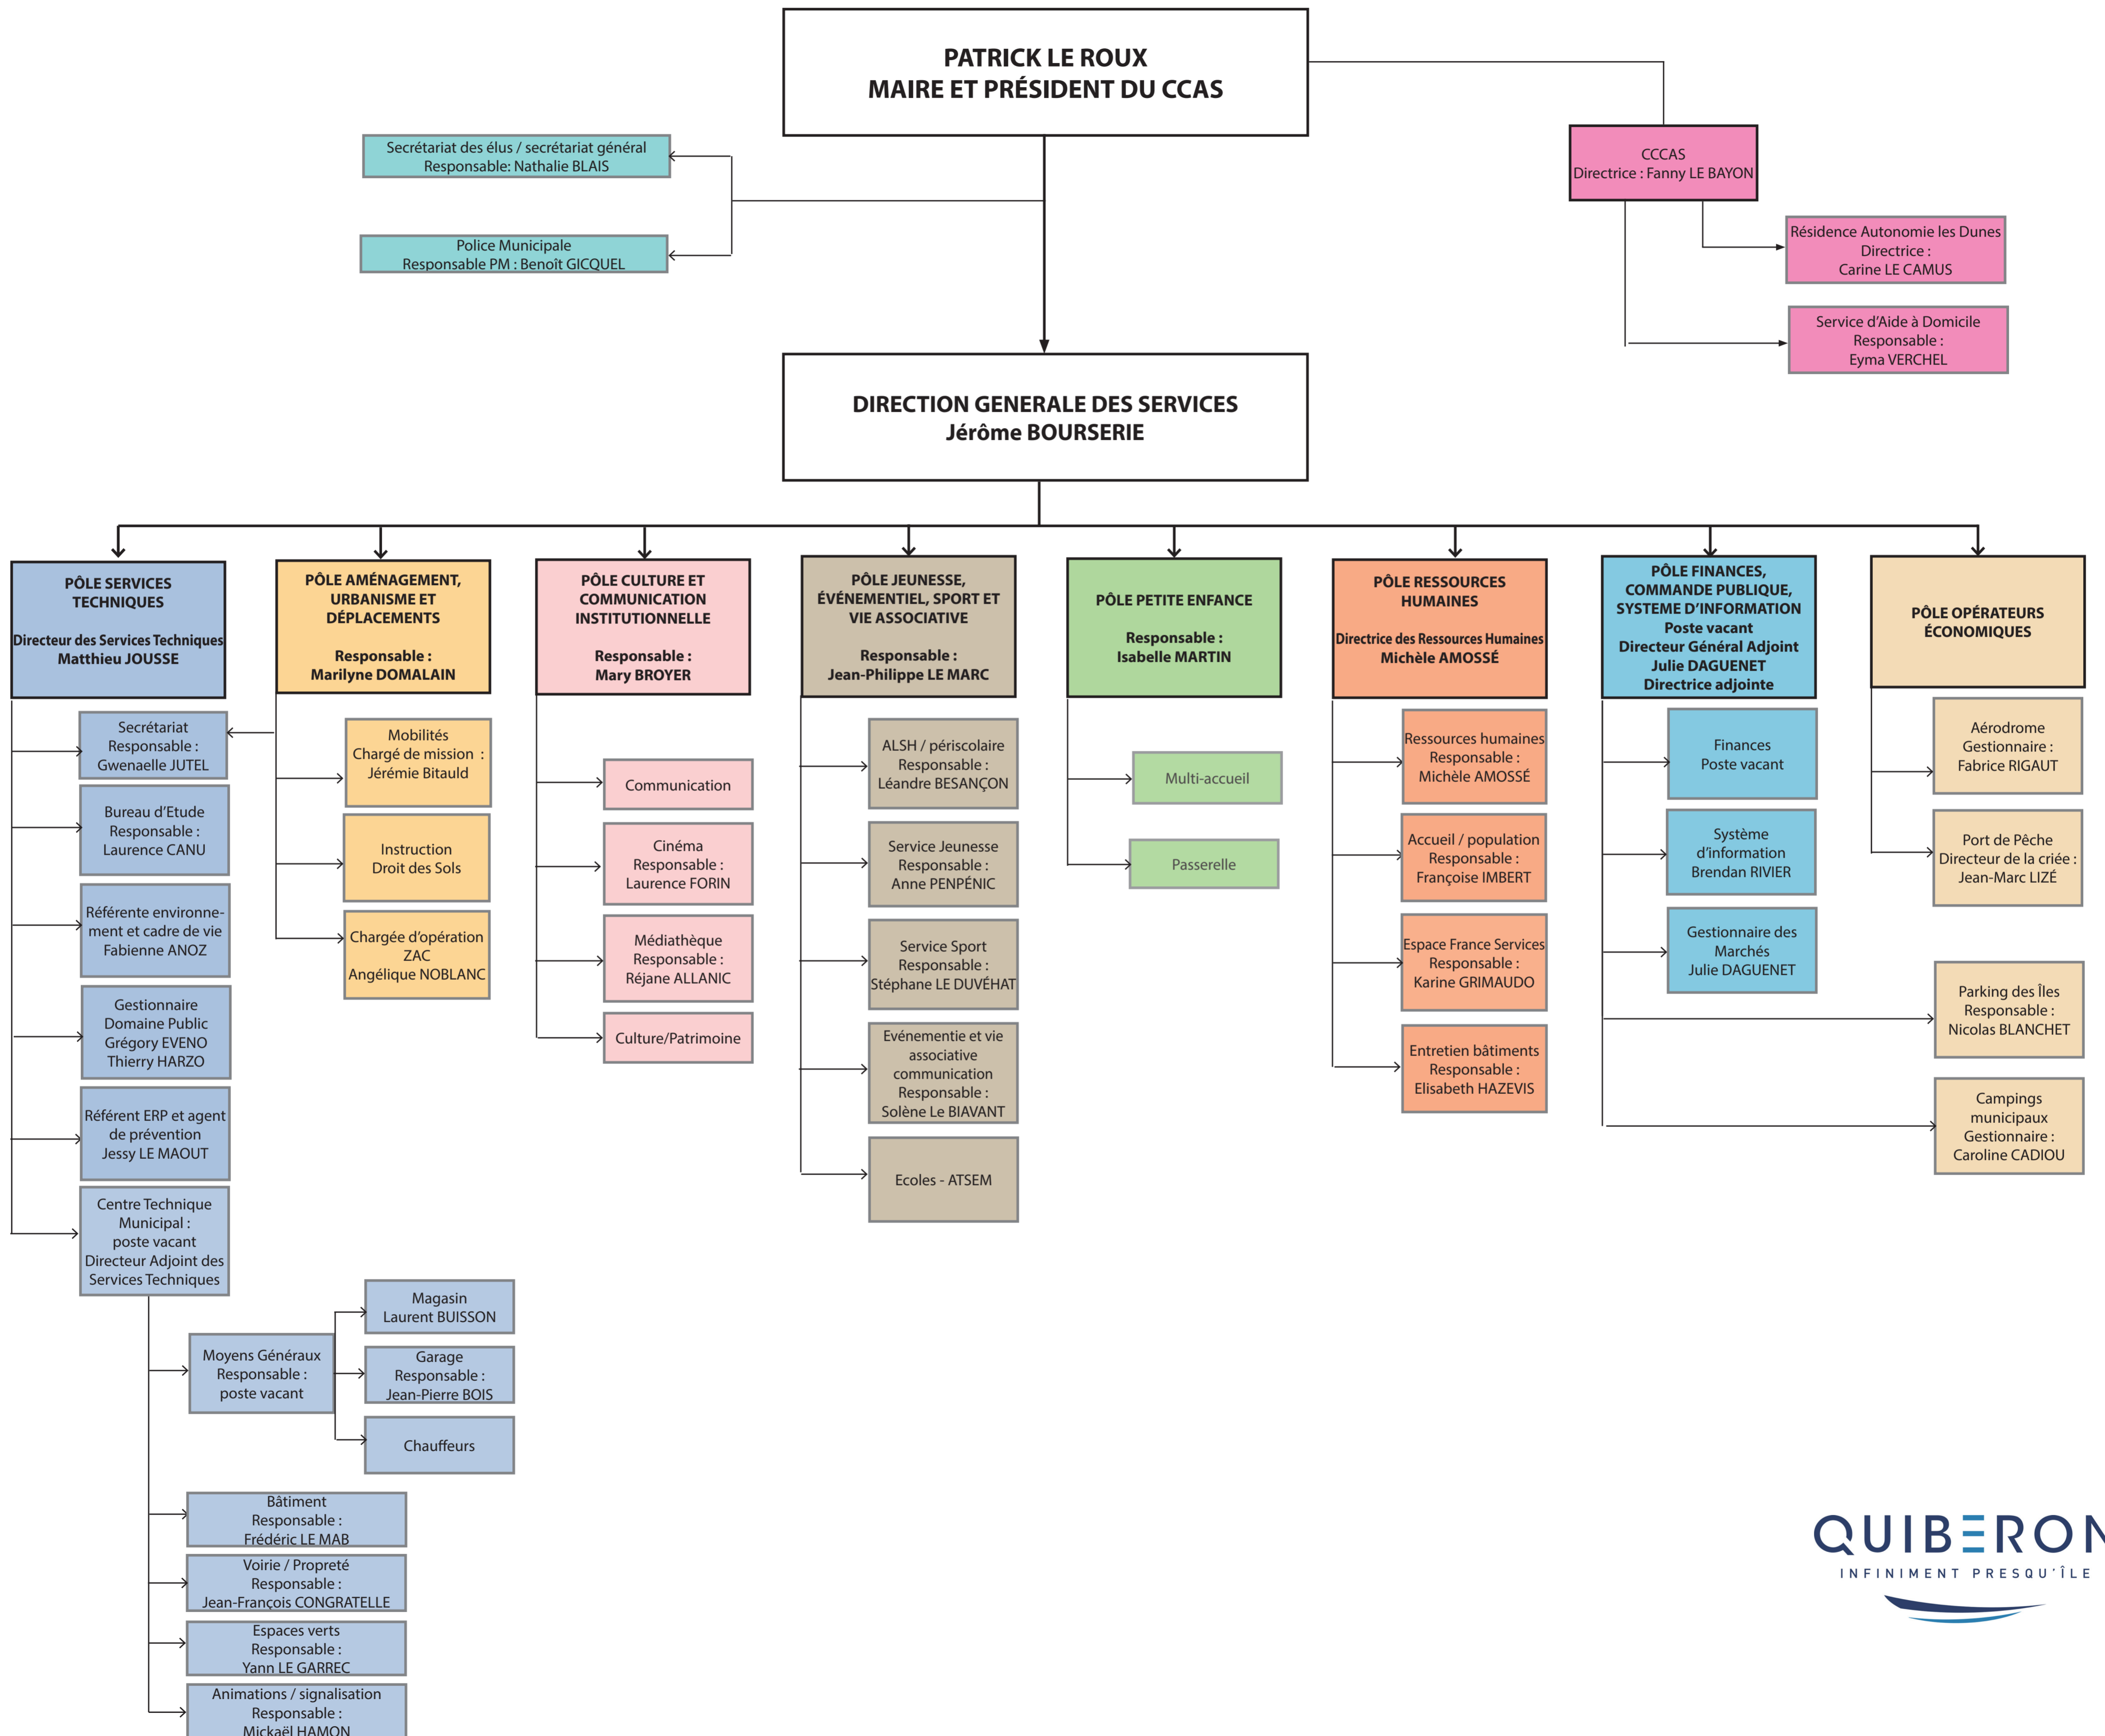 PATRICK LE ROUX
MAIRE ET PRÉSIDENT DU CCAS
Secrétariat des élus / secrétariat général
Responsable: Nathalie BLAIS
Police Municipale
Responsable PM : Benoît GICQUEL
CCCAS
Directrice : Fanny LE BAYON
Résidence Autonomie les Dunes
Directrice :
Carine LE CAMUS
Service d'Aide à Domicile
Responsable :
Eyma VERCHEL
DIRECTION GENERALE DES SERVICES
Jérôme BOURSERIE
PÔLE SERVICES
TECHNIQUES
Directeur des Services Techniques
Matthieu JOUSSE
Secrétariat
Responsable :
Gwenaelle JUTEL
Bureau d'Etude
Responsable :
Laurence CANU
Référente environne-
ment et cadre de vie
Fabienne ANOZ
Gestionnaire
Domaine Public
Grégory EVENO
Thierry HARZO
Référent ERP et agent
de prévention
Jessy LE MAOUT
Centre Technique
Municipal :
poste vacant
Directeur Adjoint des
Services Techniques
Moyens Généraux
Responsable :
poste vacant
Magasin
Laurent BUISSON
Garage
Responsable :
Jean-Pierre BOIS
Chauffeurs
Bâtiment
Responsable :
Frédéric LE MAB
Voirie / Propreté
Responsable :
Jean-François CONGRATELLE
Espaces verts
Responsable :
Yann LE GARREC
Animations / signalisation
Responsable :
Mickaël HAMON
PÔLE AMÉNAGEMENT,
URBANISME ET
DÉPLACEMENTS
Responsable :
Marilyne DOMALAIN
Mobilités
Chargé de mission :
Jérémie Bitauld
Instruction
Droit des Sols
Chargée d'opération
ZAC
Angélique NOBLANC
PÔLE CULTURE ET
COMMUNICATION
INSTITUTIONNELLE
Responsable :
Mary BROYER
Communication
Cinéma
Responsable :
Laurence FORIN
Médiathèque
Responsable :
Réjane ALLANIC
Culture/Patrimoine
PÔLE JEUNESSE,
ÉVÉNEMENTIEL, SPORT ET
VIE ASSOCIATIVE
Responsable :
Jean-Philippe LE MARC
ALSH / périscolaire
Responsable :
Léandre BESANÇON
Service Jeunesse
Responsable :
Anne PENPÉNIC
Service Sport
Responsable :
Stéphane LE DUVÉHAT
Evénementie et vie
associative
communication
Responsable :
Solène Le BIAVANT
Ecoles - ATSEM
PÔLE PETITE ENFANCE
Responsable :
Isabelle MARTIN
Multi-accueil
Passerelle
PÔLE RESSOURCES
HUMAINES
Directrice des Ressources Humaines
Michèle AMOSSÉ
Ressources humaines
Responsable :
Michèle AMOSSÉ
Accueil / population
Responsable :
Françoise IMBERT
Espace France Services
Responsable :
Karine GRIMAUDO
Entretien bâtiments
Responsable :
Elisabeth HAZEVIS
PÔLE FINANCES,
COMMANDE PUBLIQUE,
SYSTEME D'INFORMATION
Poste vacant
Directeur Général Adjoint
Julie DAGUENET
Directrice adjointe
Finances
Poste vacant
Système
d'information
Brendan RIVIER
Gestionnaire des
Marchés
Julie DAGUENET
PÔLE OPÉRATEURS
ÉCONOMIQUES
Aérodrome
Gestionnaire :
Fabrice RIGAUT
Port de Pêche
Directeur de la criée :
Jean-Marc LIZÉ
Parking des Îles
Responsable :
Nicolas BLANCHET
Campings
municipaux
Gestionnaire :
Caroline CADIOU
QUIBERON
INFINIMENT PRESQU'ÎLE